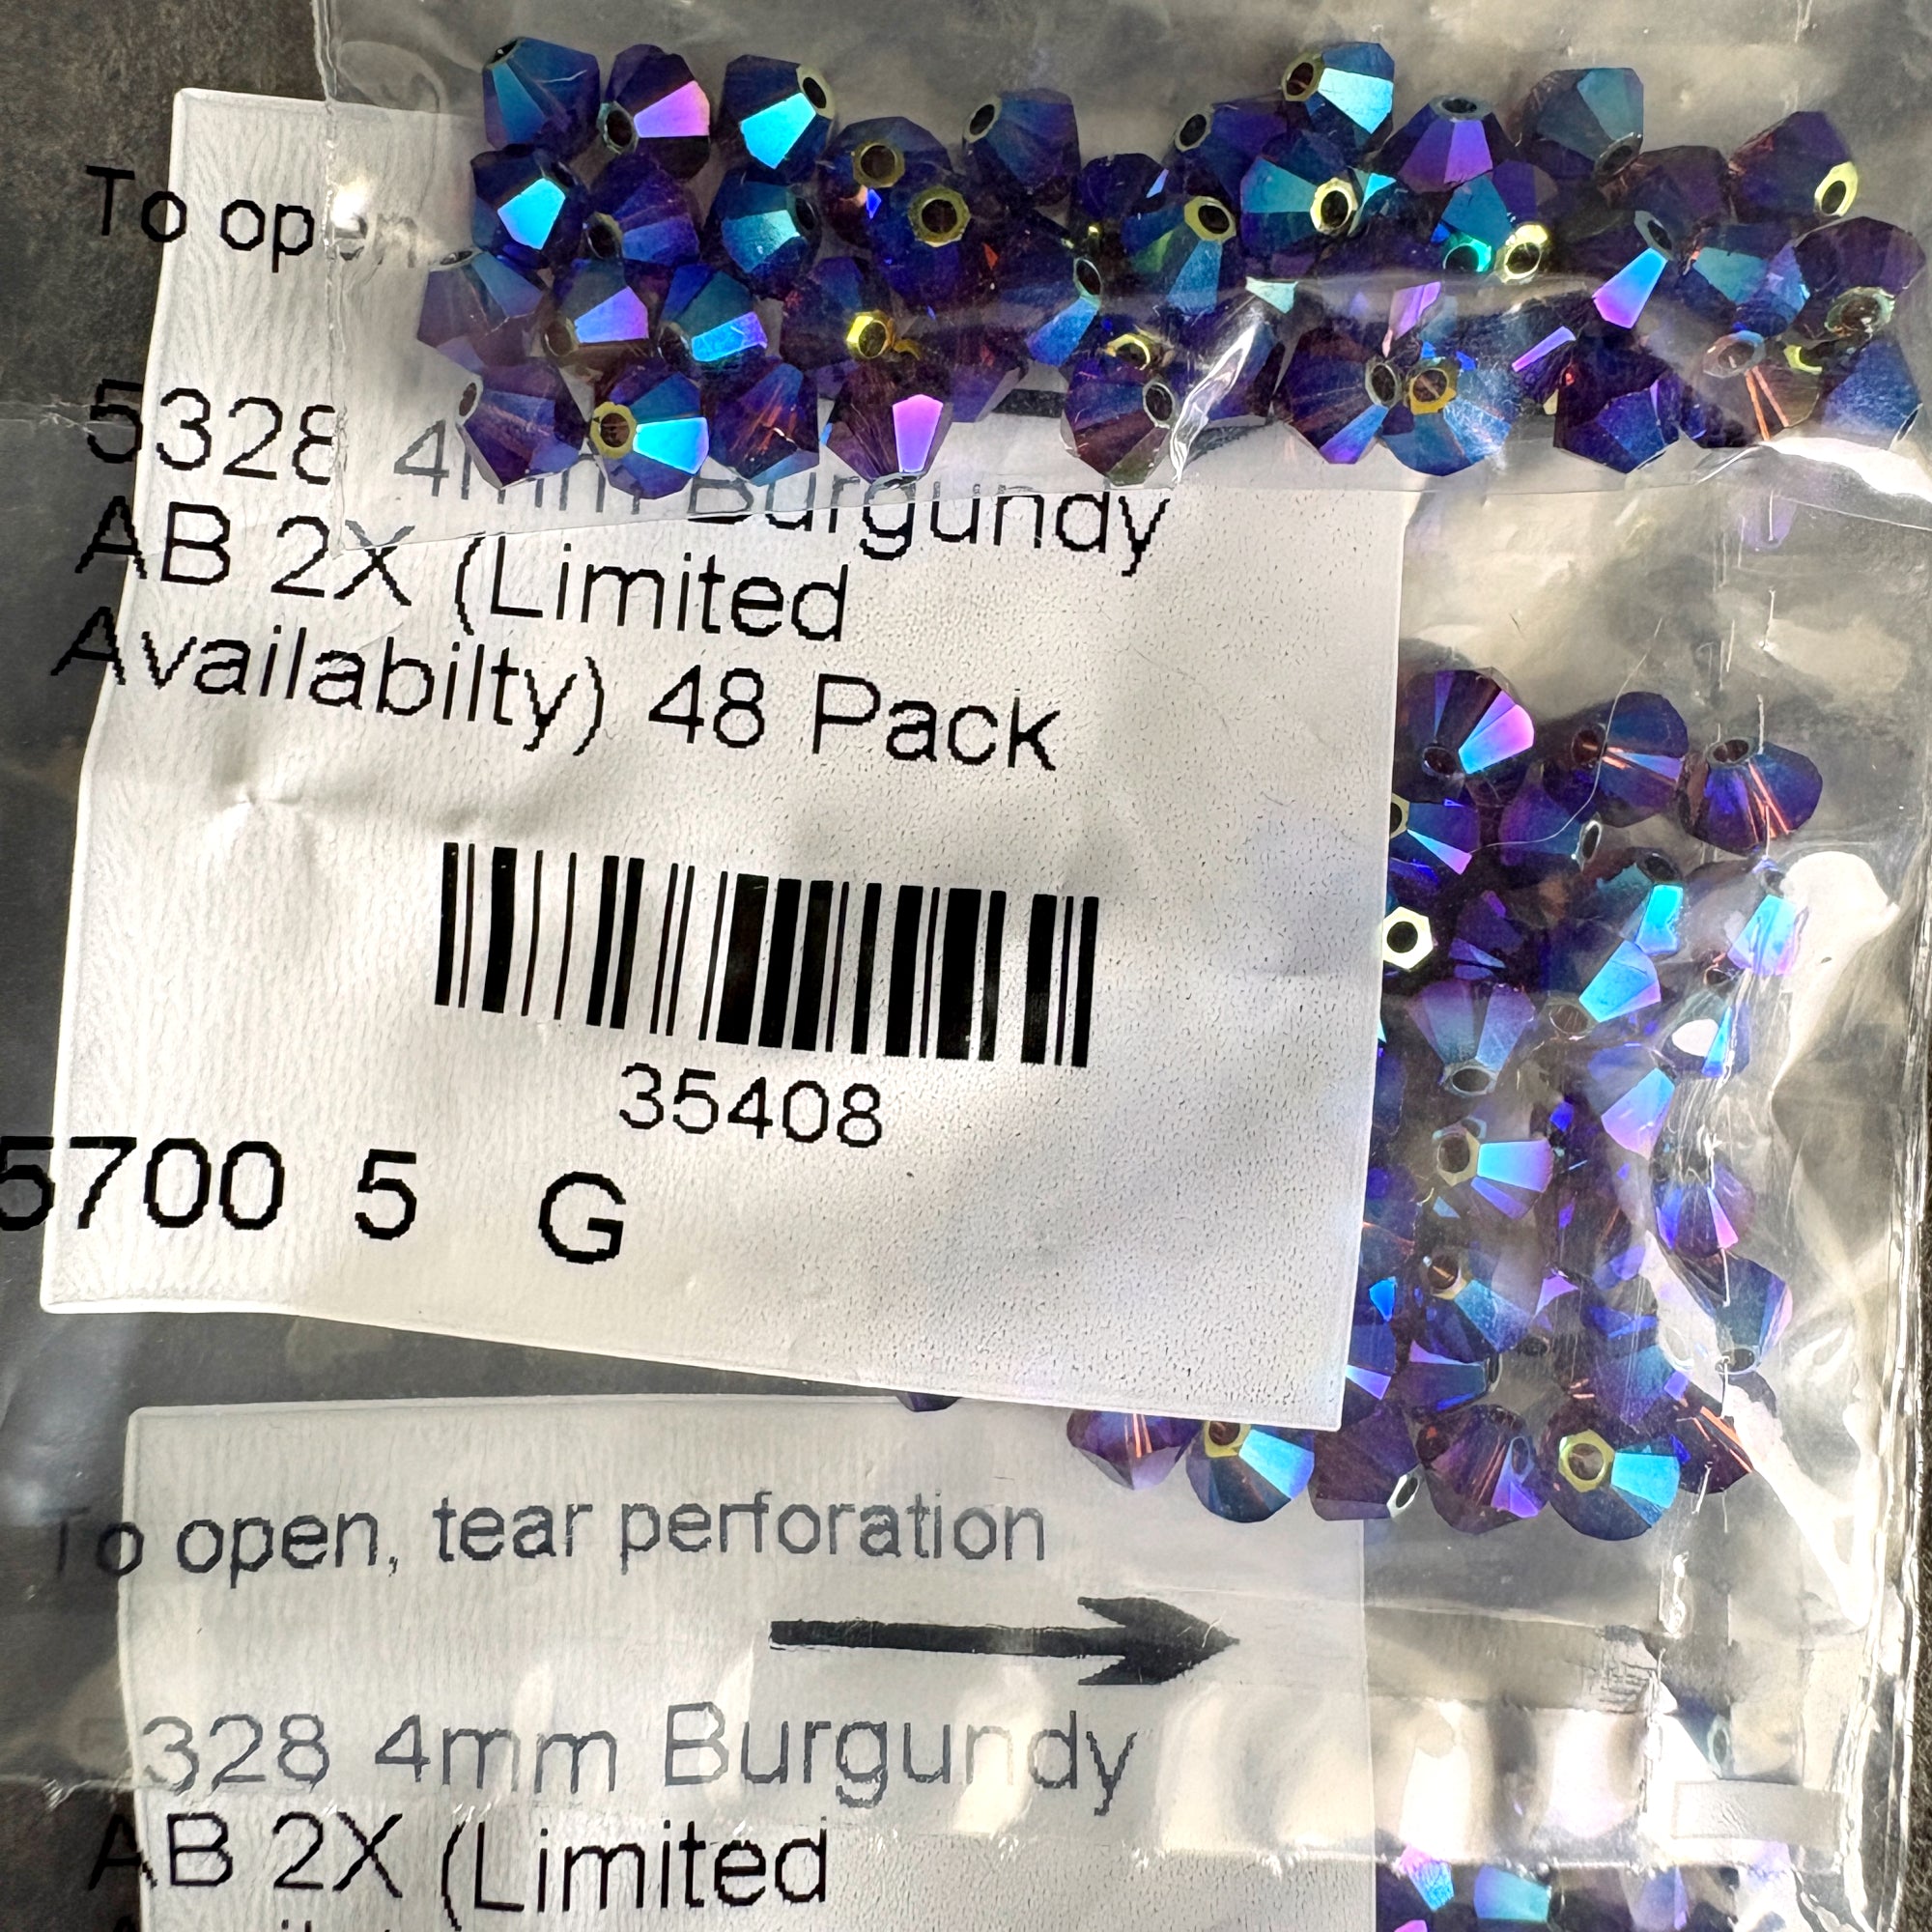 To open
5328 4mm Burgundy
AB 2X (Limited
Availabilty) 48 Pack
35408
5700 5 G
To open, tear perforation
328 4mm Burgundy
AB 2X (Limited